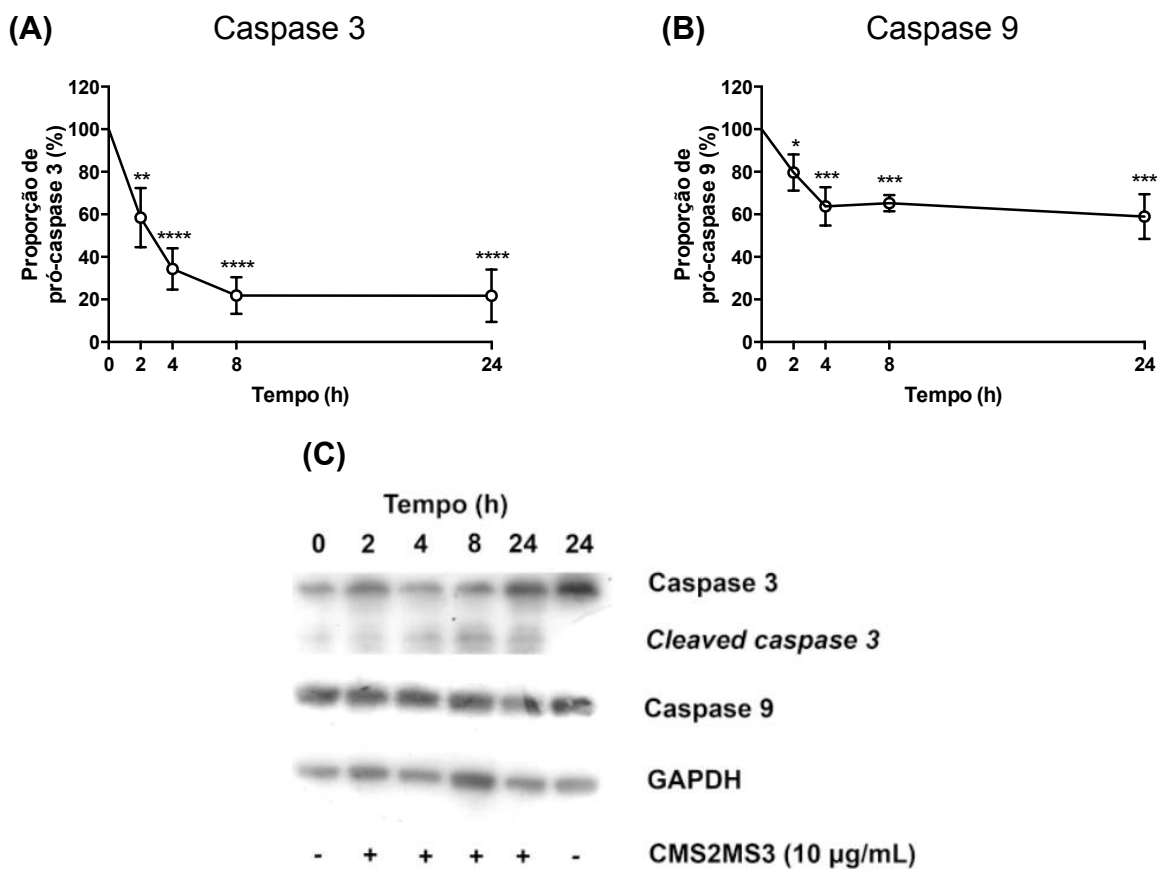 (A) Caspase 3
120
100
80
60
40
20
0
Proporção de
pró-caspase 3 (%)
**
****
****
****
0 2 4 8 24
Tempo (h)
(B) Caspase 9
120
100
80
60
40
20
0
Proporção de
pró-caspase 9 (%)
*
***
***
***
0 2 4 8 24
Tempo (h)
(C)
Tempo (h)
0 2 4 8 24 24
Caspase 3
Cleaved caspase 3
Caspase 9
GAPDH
- + + + + - CMS2MS3 (10 µg/mL)